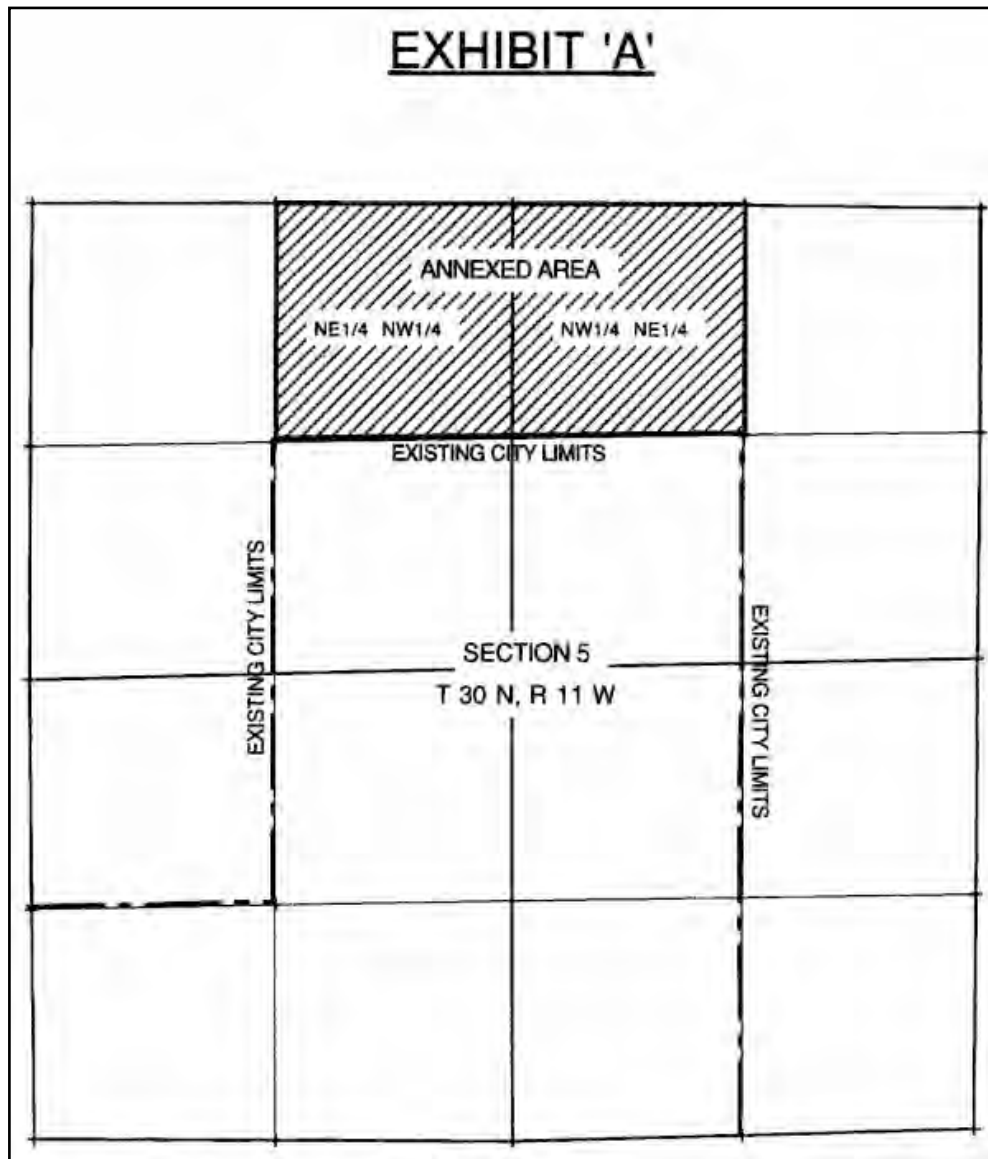 EXHIBIT 'A'
ANNEXED AREA
NE1/4 NW1/4
NW1/4 NE1/4
EXISTING CITY LIMITS
EXISTING CITY LIMITS
EXISTING CITY LIMITS
SECTION 5
T 30 N, R 11 W